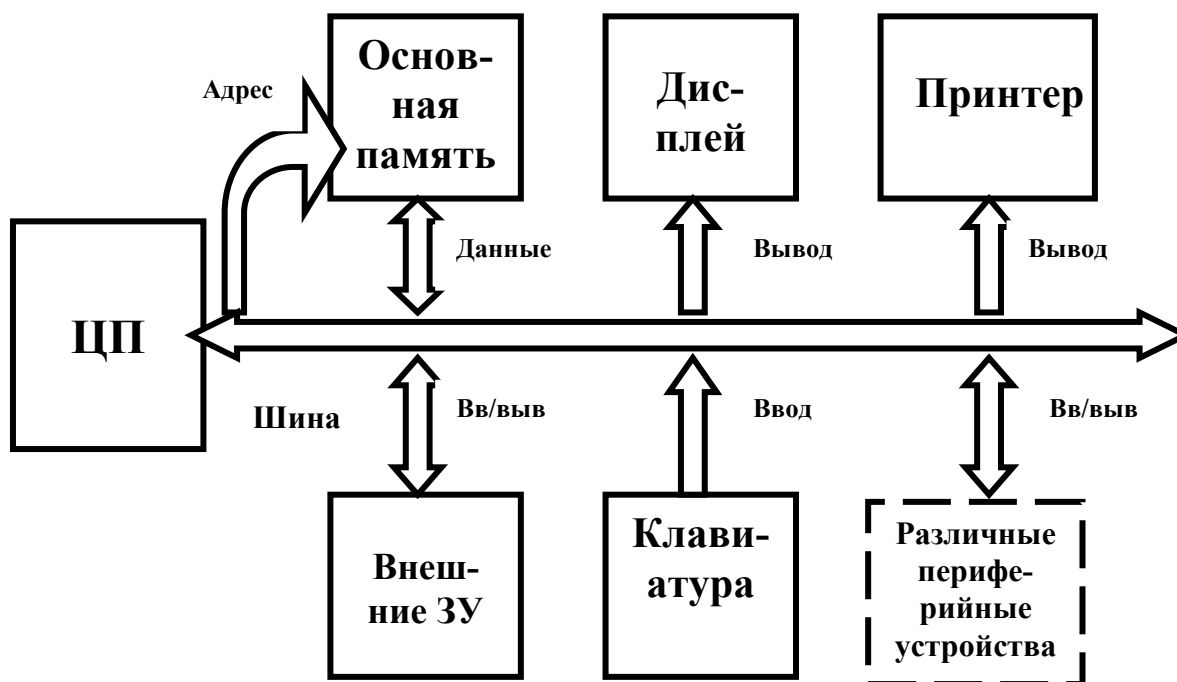 Адрес
Основ-
ная
память
Дис-
плей
Принтер
Данные
Вывод
Вывод
ЦП
Шина
Вв/выв
Ввод
Вв/выв
Внеш-
ние ЗУ
Клави-
атура
Различные
перифе-
рийные
устройства